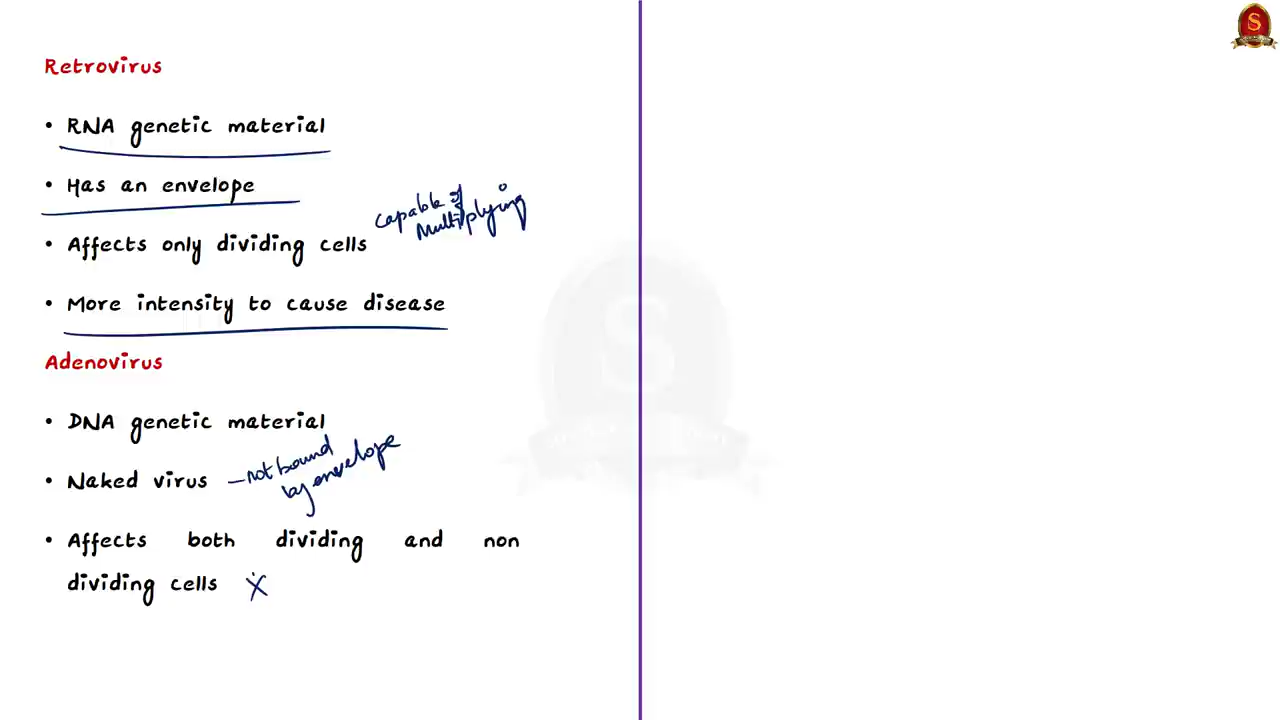 Retrovirus
• RNA genetic material
• Has an envelope
capable of
Multiplying
• Affects only dividing cells
• More intensity to cause disease
Adenovirus
• DNA genetic material
• Naked virus – not bound
by envelope
• Affects both dividing and non
dividing cells
S